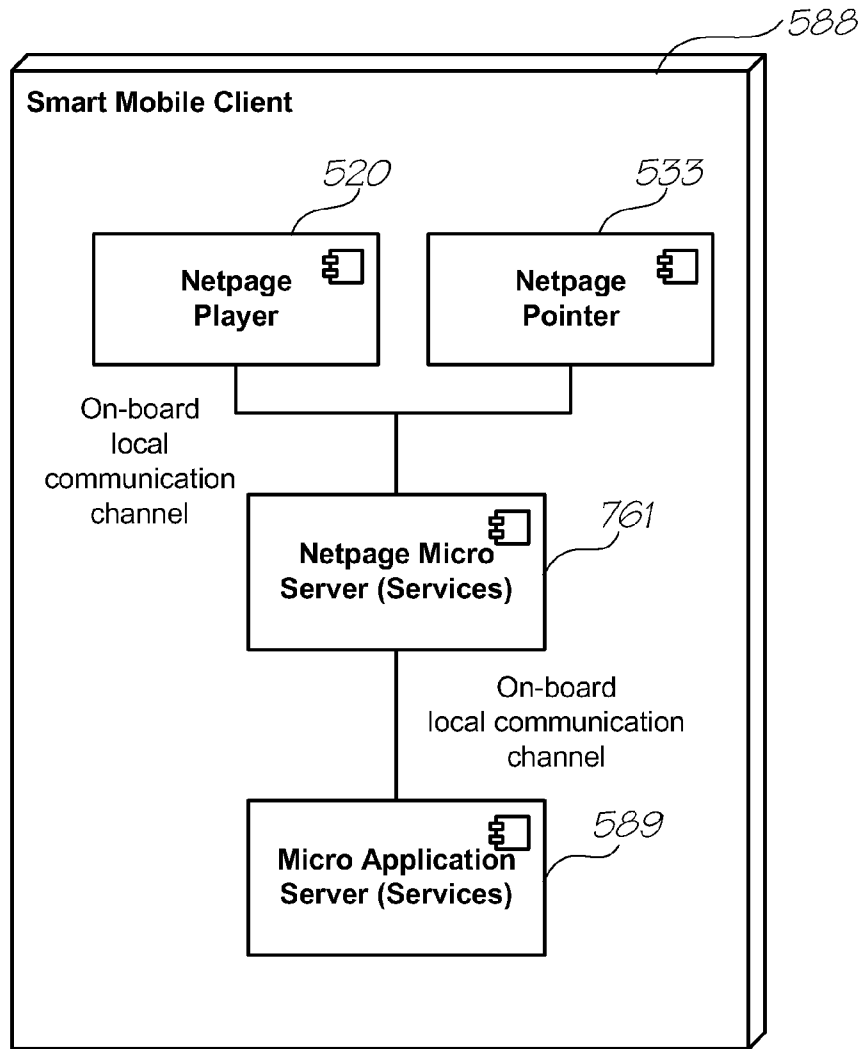 588
Smart Mobile Client
520
533
Netpage
Player
Netpage
Pointer
On-board
local
communication
channel
761
Netpage Micro
Server (Services)
On-board
local communication
channel
589
Micro Application
Server (Services)